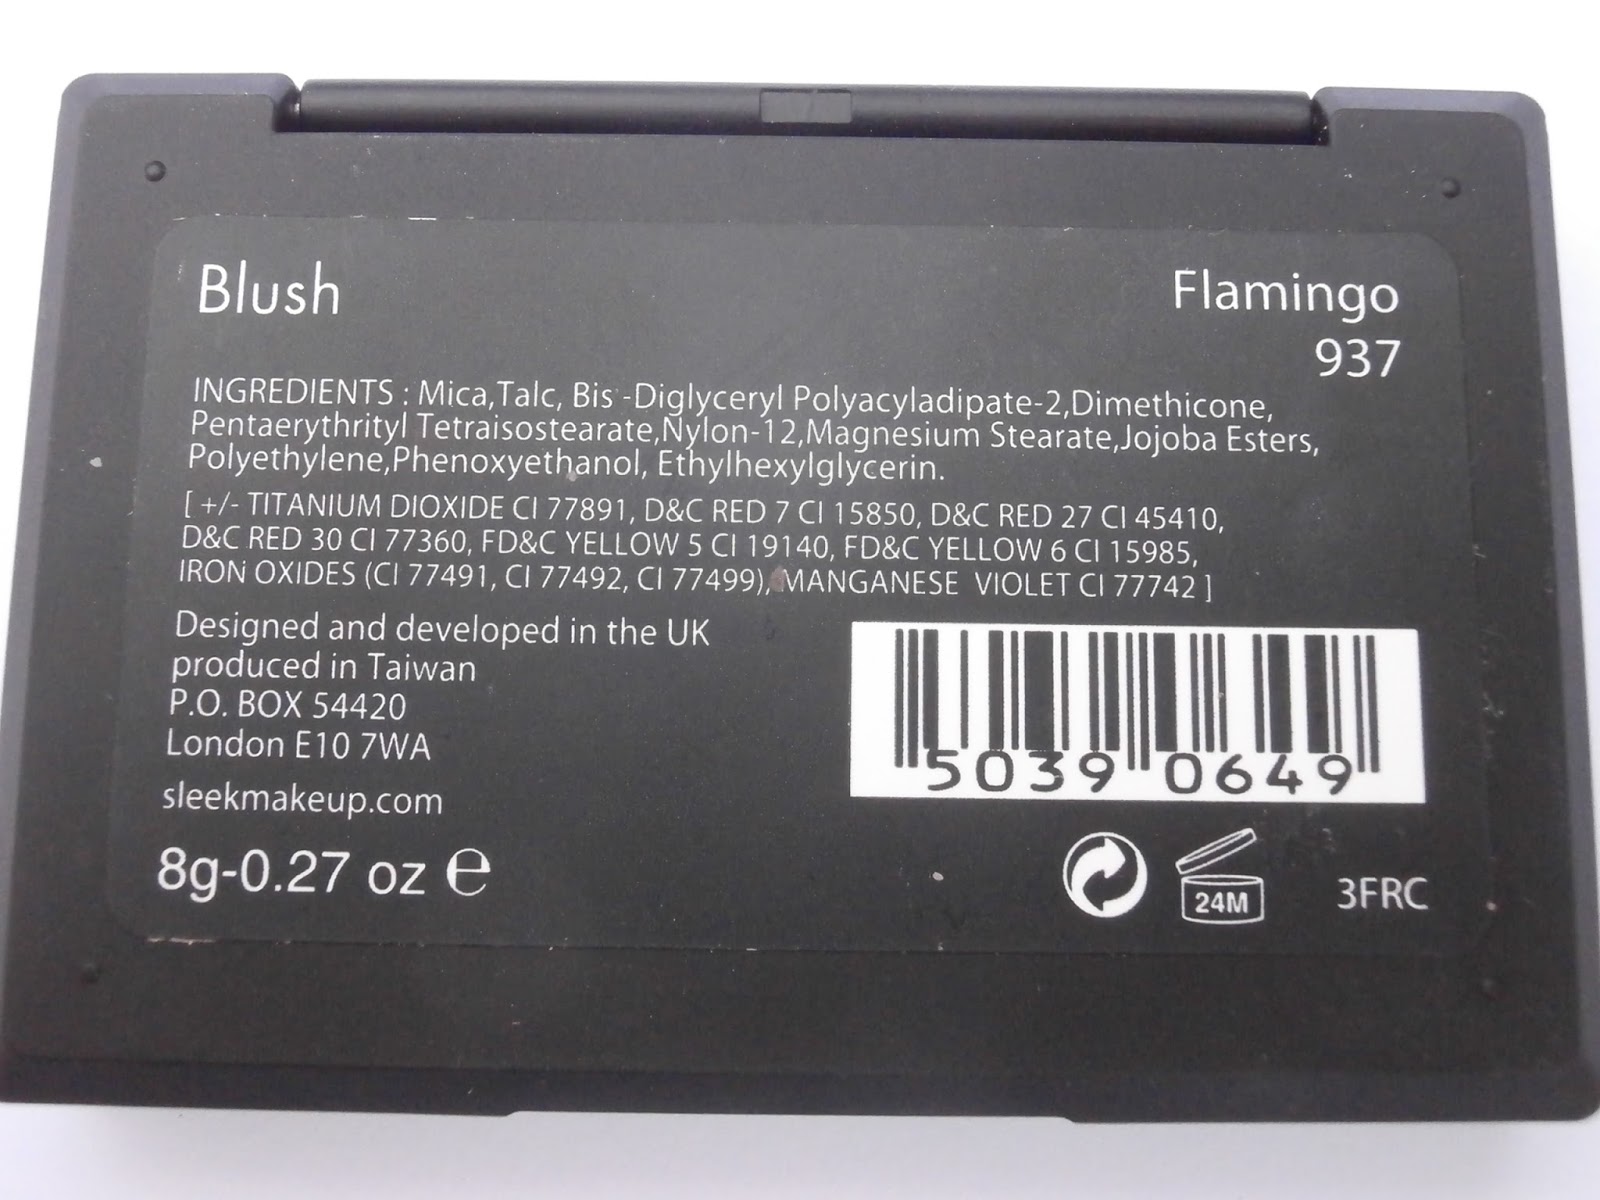 Blush
Flamingo
937
INGREDIENTS : Mica,Talc, Bis -Diglyceryl Polyacyladipate-2,Dimethicone,
Pentaerythrityl Tetraisostearate,Nylon-12,Magnesium Stearate,Jojoba Esters,
Polyethylene,Phenoxyethanol, Ethylhexylglycerin.
[ +/- TITANIUM DIOXIDE CI 77891, D&C RED 7 CI 15850, D&C RED 27 CI 45410,
D&C RED 30 CI 77360, FD&C YELLOW 5 CI 19140, FD&C YELLOW 6 CI 15985,
IRON OXIDES (CI 77491, CI 77492, CI 77499), MANGANESE VIOLET CI 77742 ]
Designed and developed in the UK
produced in Taiwan
P.O. BOX 54420
London E10 7WA
sleekmakeup.com
8g-0.27 oz ℮
5039 0649
24M
3FRC